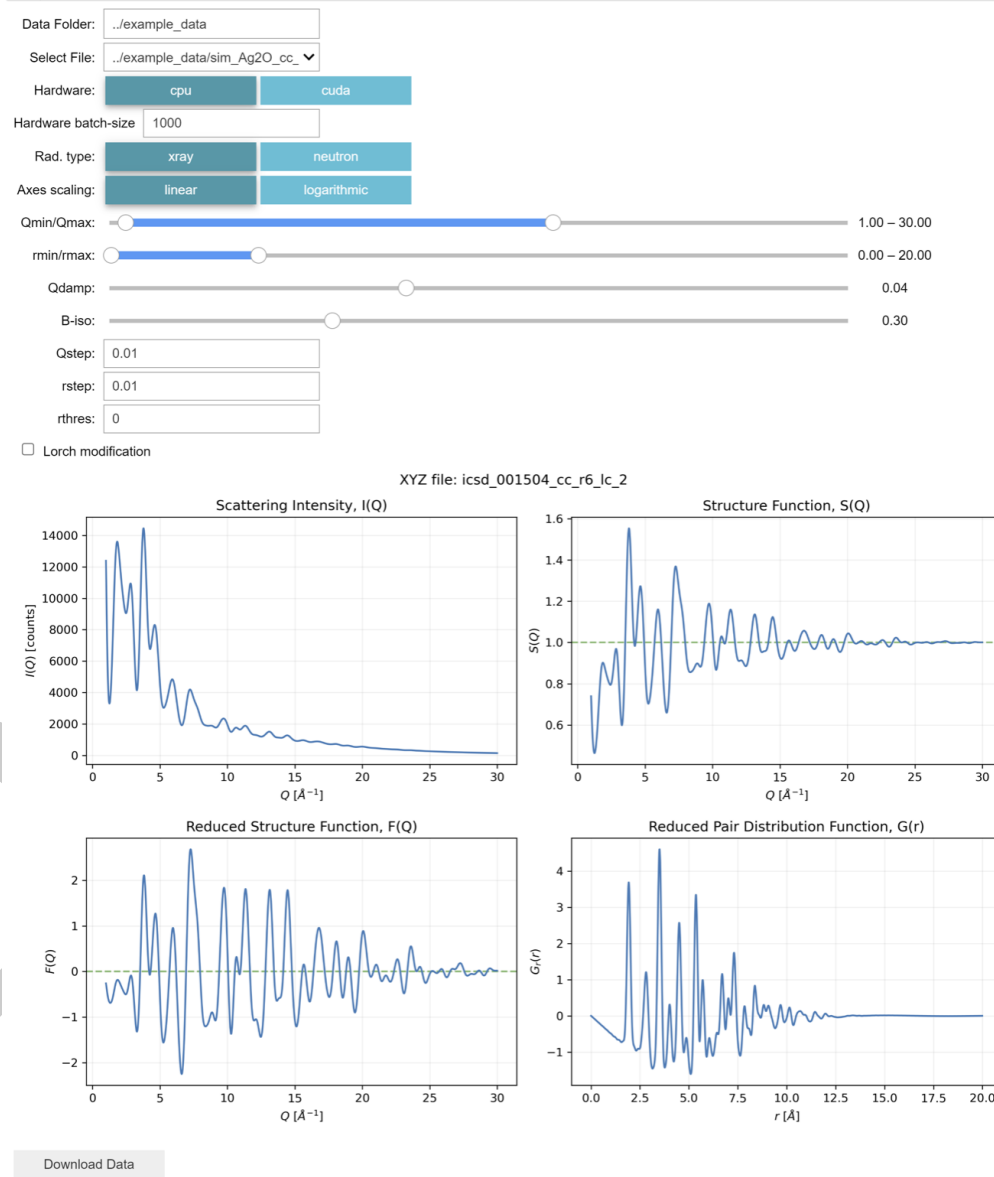 Data Folder: ../example_data
Select File: ../example_data/sim_Ag2O_cc_
Hardware: cpu cuda
Hardware batch-size 1000
Rad. type: xray neutron
Axes scaling: linear logarithmic
Qmin/Qmax: 1.00 – 30.00
rmin/rmax: 0.00 – 20.00
Qdamp: 0.04
B-iso: 0.30
Qstep: 0.01
rstep: 0.01
rthres: 0
Lorch modification
XYZ file: icsd_001504_cc_r6_lc_2
Scattering Intensity, I(Q)
I(Q) [counts]
14000
12000
10000
8000
6000
4000
2000
0
0 5 10 15 20 25 30
Q [Å⁻¹]
Structure Function, S(Q)
S(Q)
1.6
1.4
1.2
1.0
0.8
0.6
0 5 10 15 20 25 30
Q [Å⁻¹]
Reduced Structure Function, F(Q)
F(Q)
2
1
0
−1
−2
0 5 10 15 20 25 30
Q [Å⁻¹]
Reduced Pair Distribution Function, G(r)
Gᵣ(r)
4
3
2
1
0
−1
0.0 2.5 5.0 7.5 10.0 12.5 15.0 17.5 20.0
r [Å]
Download Data